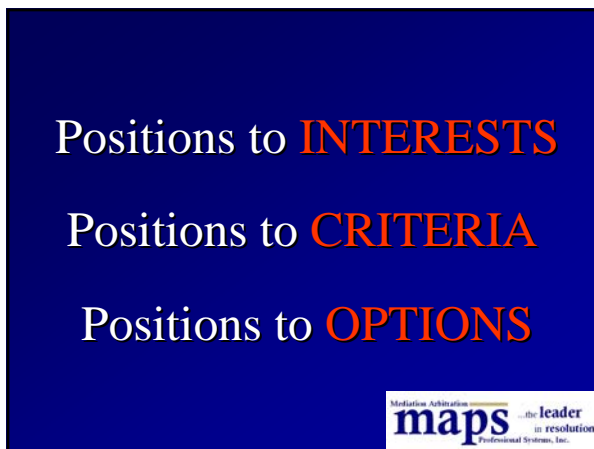 Positions to INTERESTS
Positions to CRITERIA
Positions to OPTIONS
Mediation Arbitration
maps ...the leader
in resolution
Professional Systems, Inc.